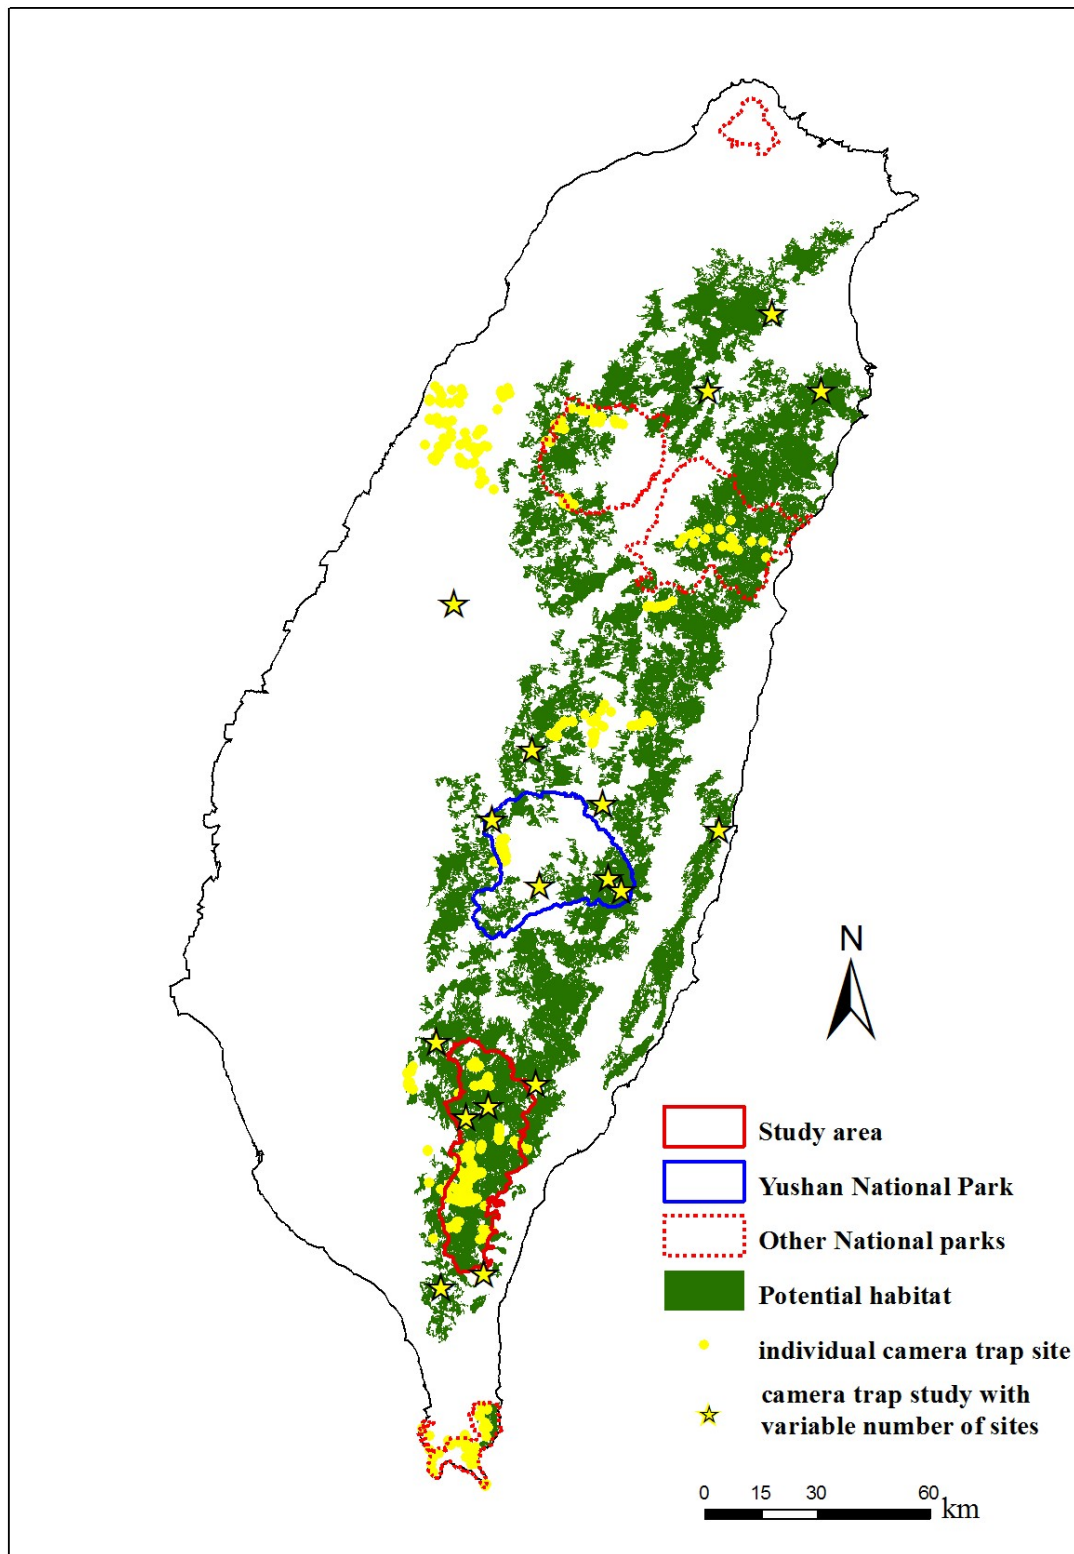 N
Study area
Yushan National Park
Other National parks
Potential habitat
individual camera trap site
camera trap study with
variable number of sites
0 15 30 60
km